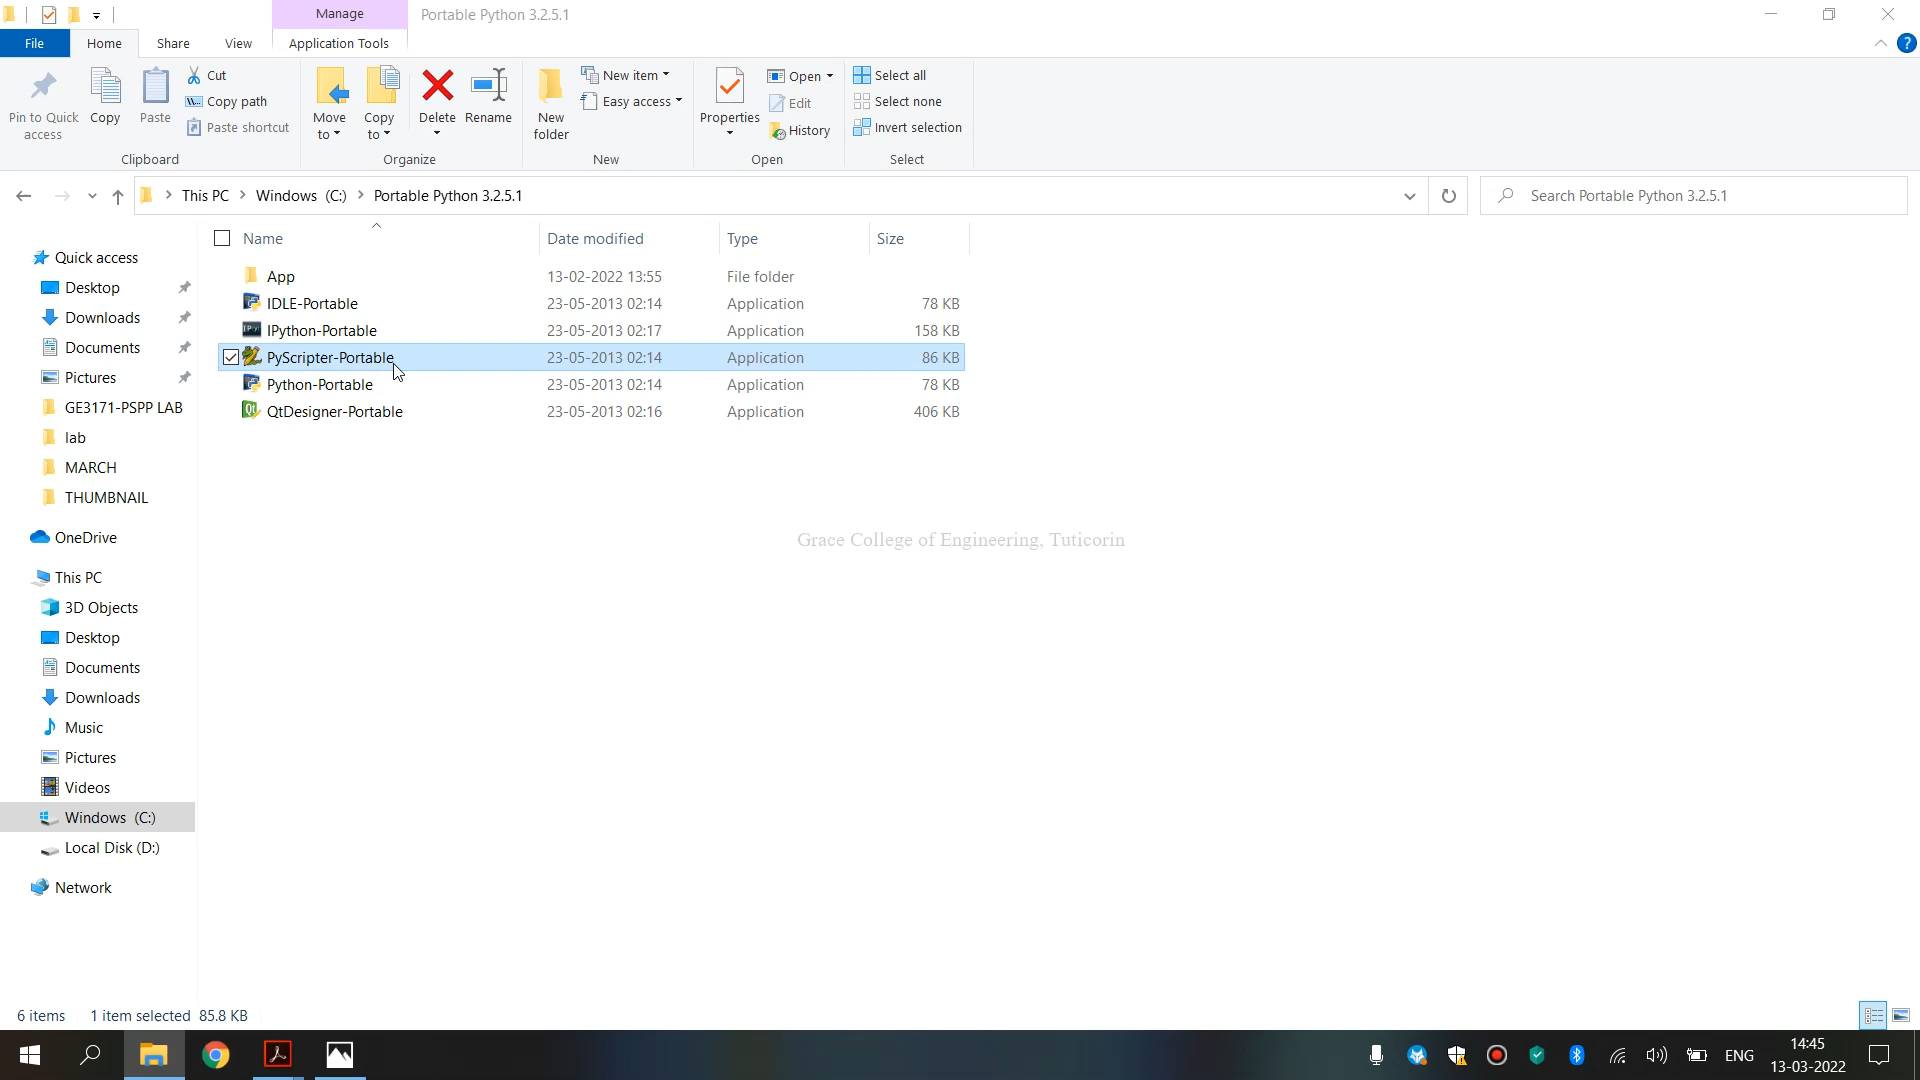 Manage
Portable Python 3.2.5.1
File
Home
Share
View
Application Tools
Pin to Quick access
Copy
Paste
Cut
Copy path
Paste shortcut
Clipboard
Move to
Copy to
Delete
Rename
Organize
New folder
New item
Easy access
New
Properties
Open
Edit
History
Open
Select all
Select none
Invert selection
Select
This PC
Windows (C:)
Portable Python 3.2.5.1
Search Portable Python 3.2.5.1
Name Date modified Type Size
App 13-02-2022 13:55 File folder
IDLE-Portable 23-05-2013 02:14 Application 78 KB
IPython-Portable 23-05-2013 02:17 Application 158 KB
PyScripter-Portable 23-05-2013 02:14 Application 86 KB
Python-Portable 23-05-2013 02:14 Application 78 KB
QtDesigner-Portable 23-05-2013 02:16 Application 406 KB
Quick access
Desktop
Downloads
Documents
Pictures
GE3171-PSPP LAB
lab
MARCH
THUMBNAIL
OneDrive
This PC
3D Objects
Desktop
Documents
Downloads
Music
Pictures
Videos
Windows (C:)
Local Disk (D:)
Network
Grace College of Engineering, Tuticorin
6 items 1 item selected 85.8 KB
ENG
14:45
13-03-2022